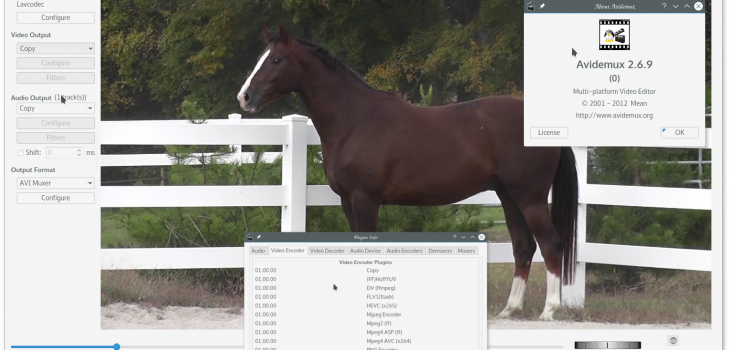 Lavcodec
Configure
Video Output
Copy
Configure
Filters
Audio Output (1 track(s))
Copy
Configure
Filters
Shift: 0 ms
Output Format
AVI Muxer
Configure
About Avidemux
Avidemux 2.6.9
(0)
Multi-platform Video Editor
© 2001 - 2012 Mean
http://www.avidemux.org
License OK
Plugins Info
Audio Video Encoder Video Decoder Audio Device Audio Encoders Demuxers Muxers
Video Encoder Plugins
01.00.00 Copy
01.00.00 (FF)HuffYUV
01.00.00 DV (ffmpeg)
01.00.00 FLV1(flash)
01.00.00 HEVC (x265)
01.00.00 Mjpeg Encoder
01.00.00 Mpeg2 (ff)
01.00.00 Mpeg4 ASP (ff)
01.00.00 Mpeg4 AVC (x264)